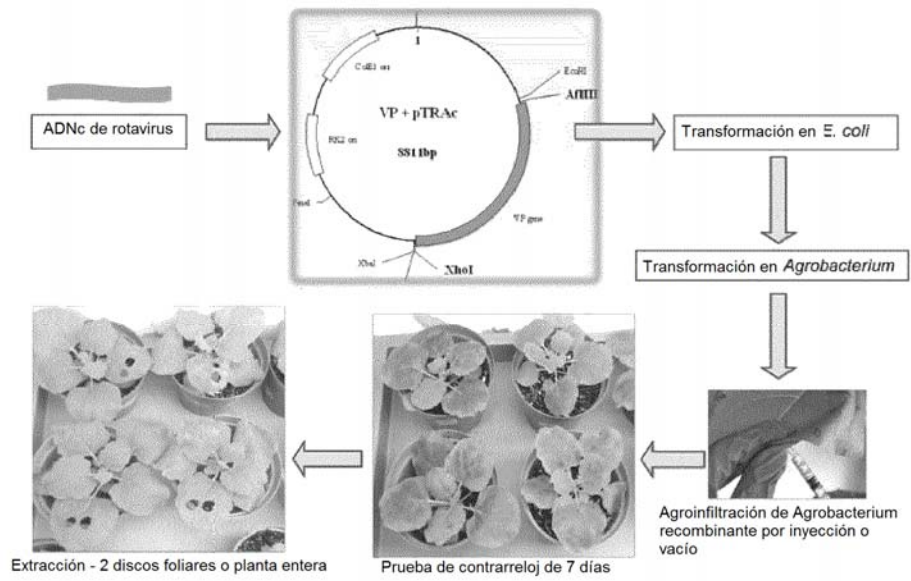 1
ColE1 ori
EcoRI
AflIII
ADNc de rotavirus
VP + pTRAc
Transformación en E. coli
RK2 ori
SS11bp
PmeI
VP gene
XbaI
XhoI
Transformación en Agrobacterium
Agroinfiltración de Agrobacterium
recombinante por inyección o
vacío
Extracción - 2 discos foliares o planta entera
Prueba de contrarreloj de 7 días